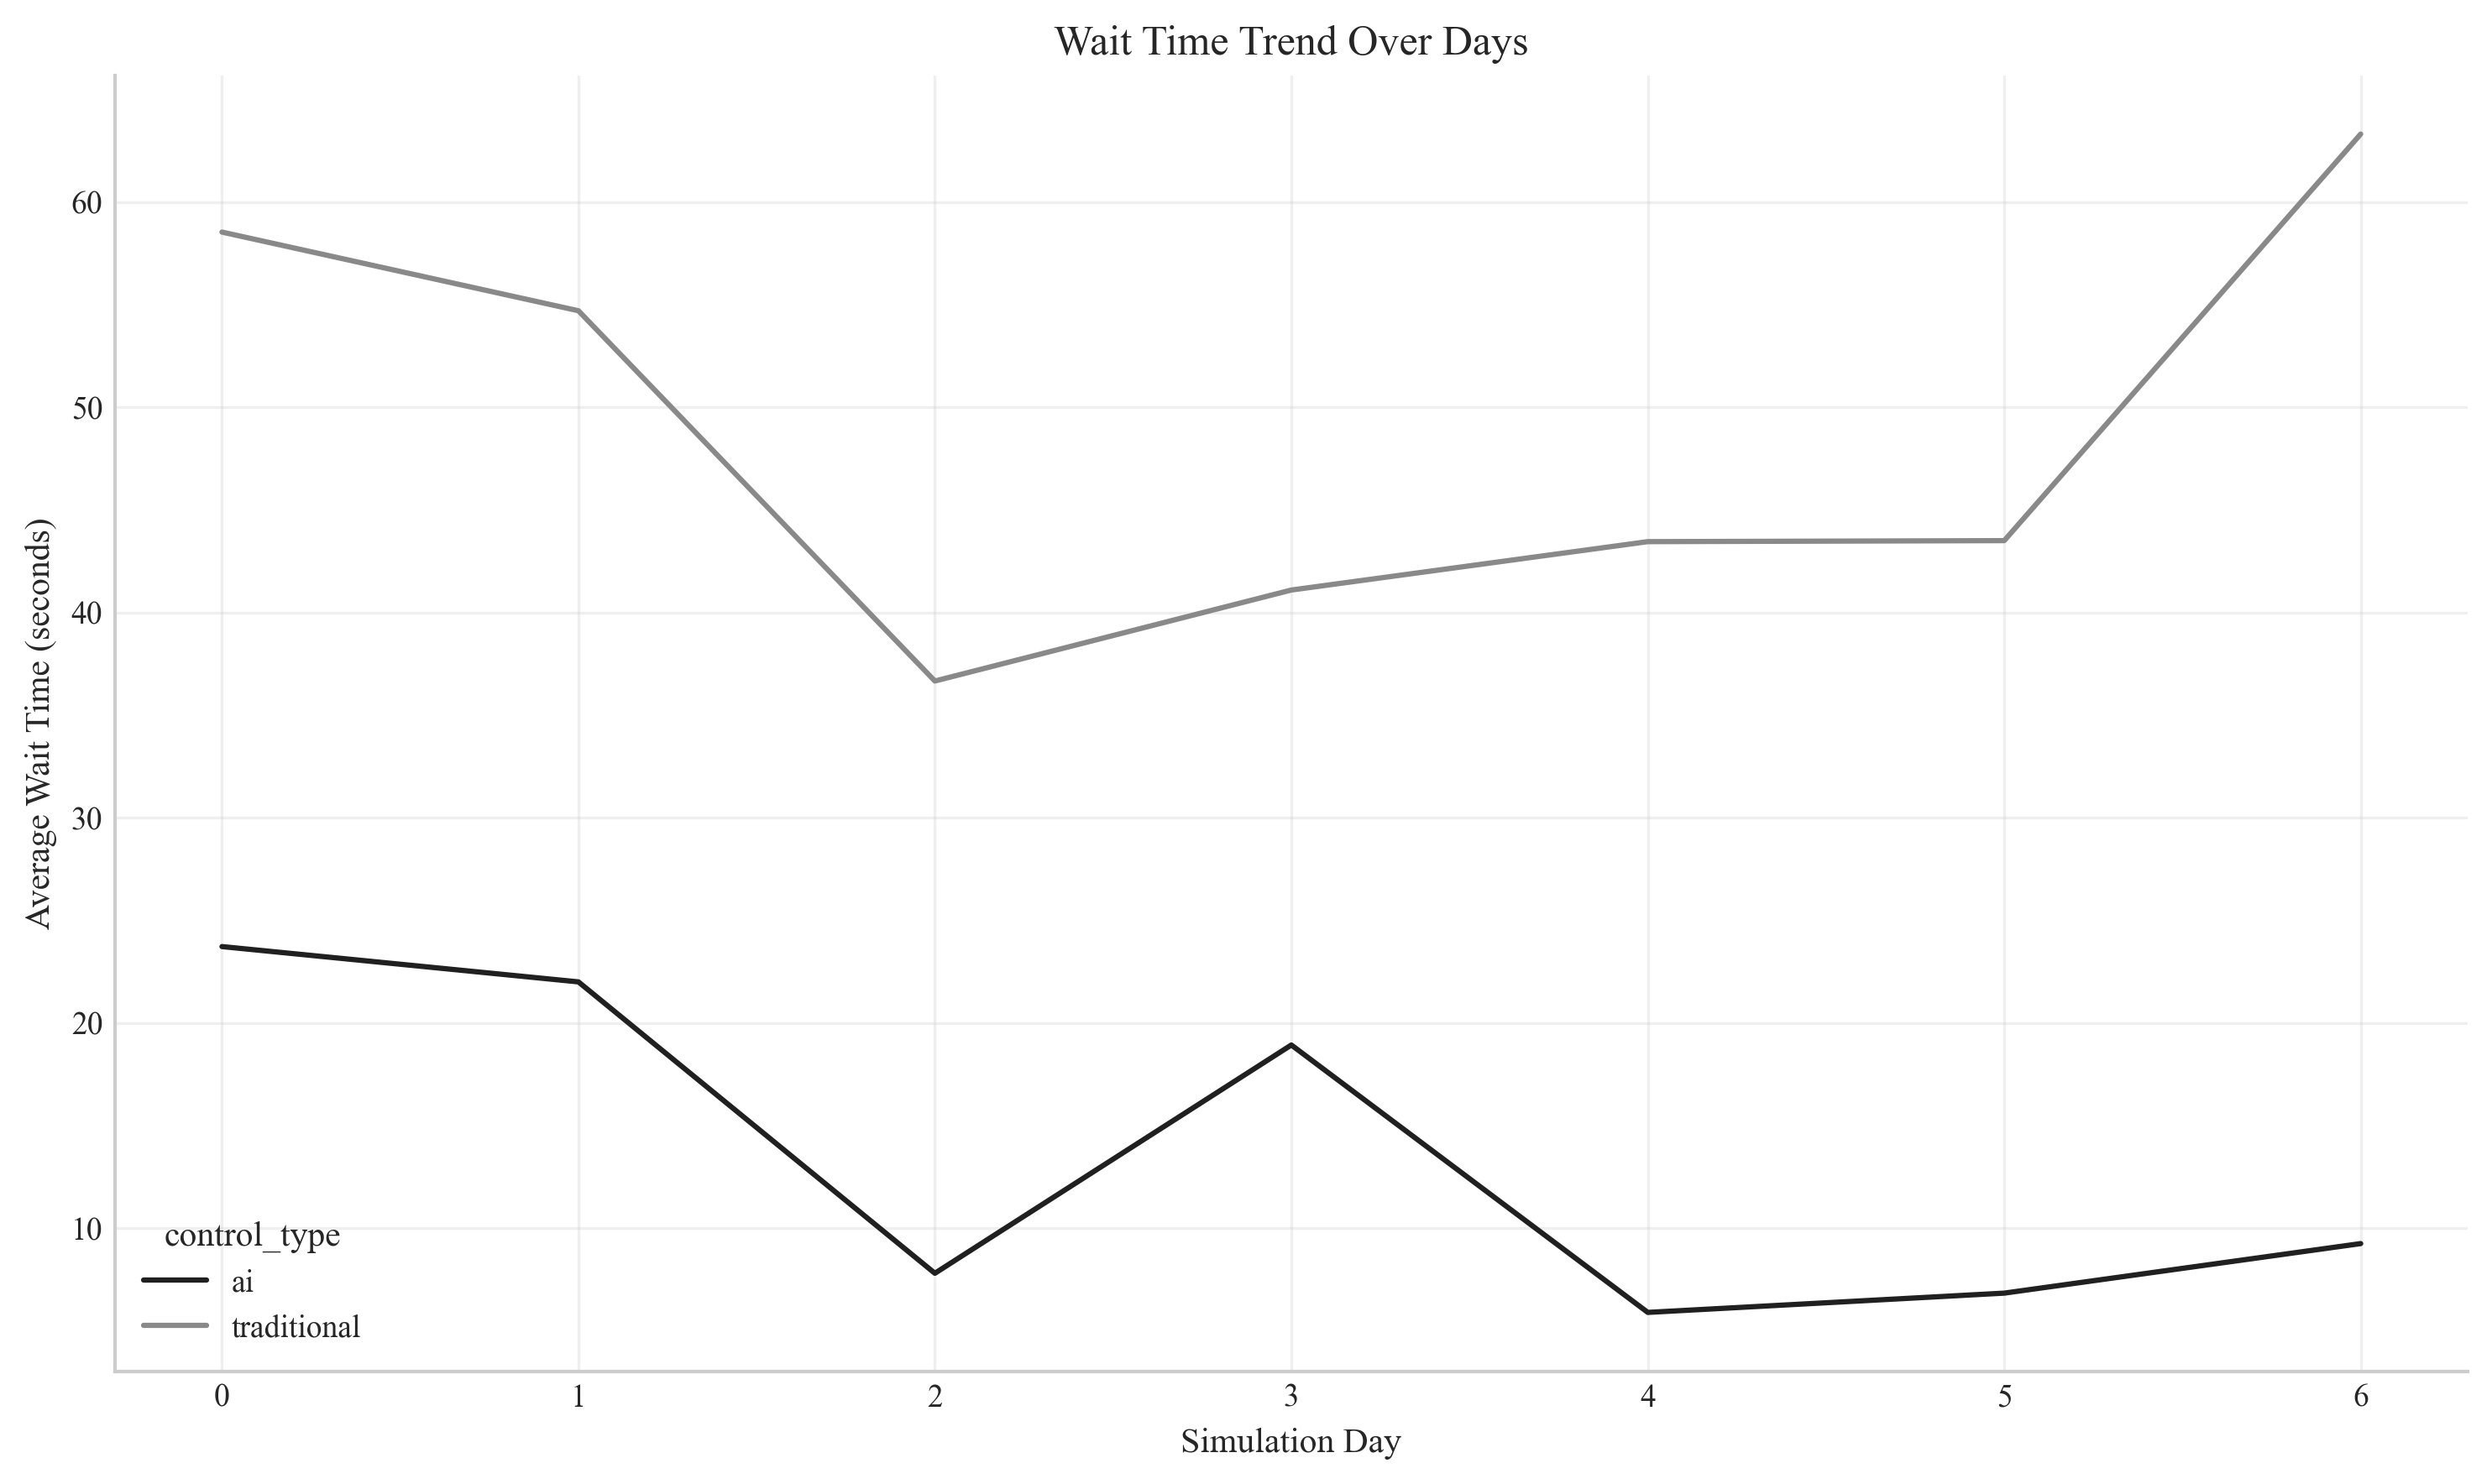 Wait Time Trend Over Days
Average Wait Time (seconds)
60
50
40
30
20
10
control_type
ai
traditional
0 1 2 3 4 5 6
Simulation Day